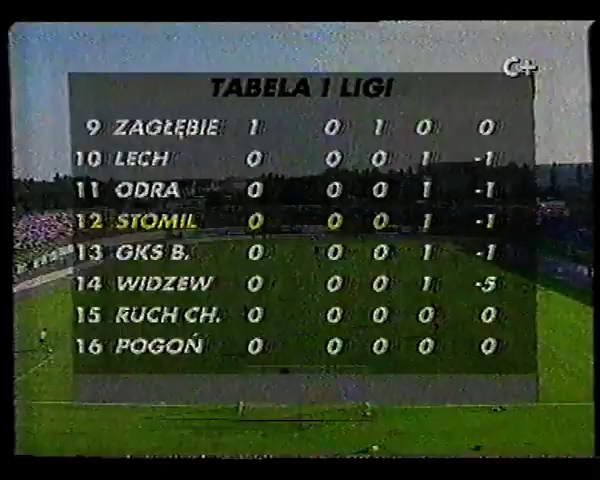 C+
TABELA I LIGI
9 ZAGŁĘBIE 1 0 1 0 0
10 LECH 0 0 0 1 -1
11 ODRA 0 0 0 1 -1
12 STOMIL 0 0 0 1 -1
13 GKS B. 0 0 0 1 -1
14 WIDZEW 0 0 0 1 -5
15 RUCH CH. 0 0 0 0 0
16 POGOŃ 0 0 0 0 0